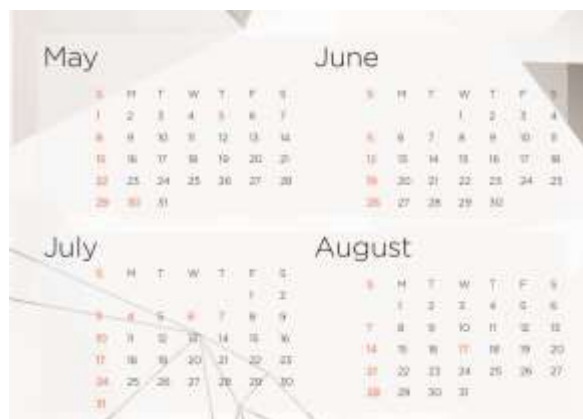 May
S M T W T F S
1 2 3 4 5 6 7
8 9 10 11 12 13 14
15 16 17 18 19 20 21
22 23 24 25 26 27 28
29 30 31
June
S M T W T F S
1 2 3 4
5 6 7 8 9 10 11
12 13 14 15 16 17 18
19 20 21 22 23 24 25
26 27 28 29 30
July
S M T W T F S
1 2
3 4 5 6 7 8 9
10 11 12 13 14 15 16
17 18 19 20 21 22 23
24 25 26 27 28 29 30
31
August
S M T W T F S
1 2 3 4 5 6
7 8 9 10 11 12 13
14 15 16 17 18 19 20
21 22 23 24 25 26 27
28 29 30 31